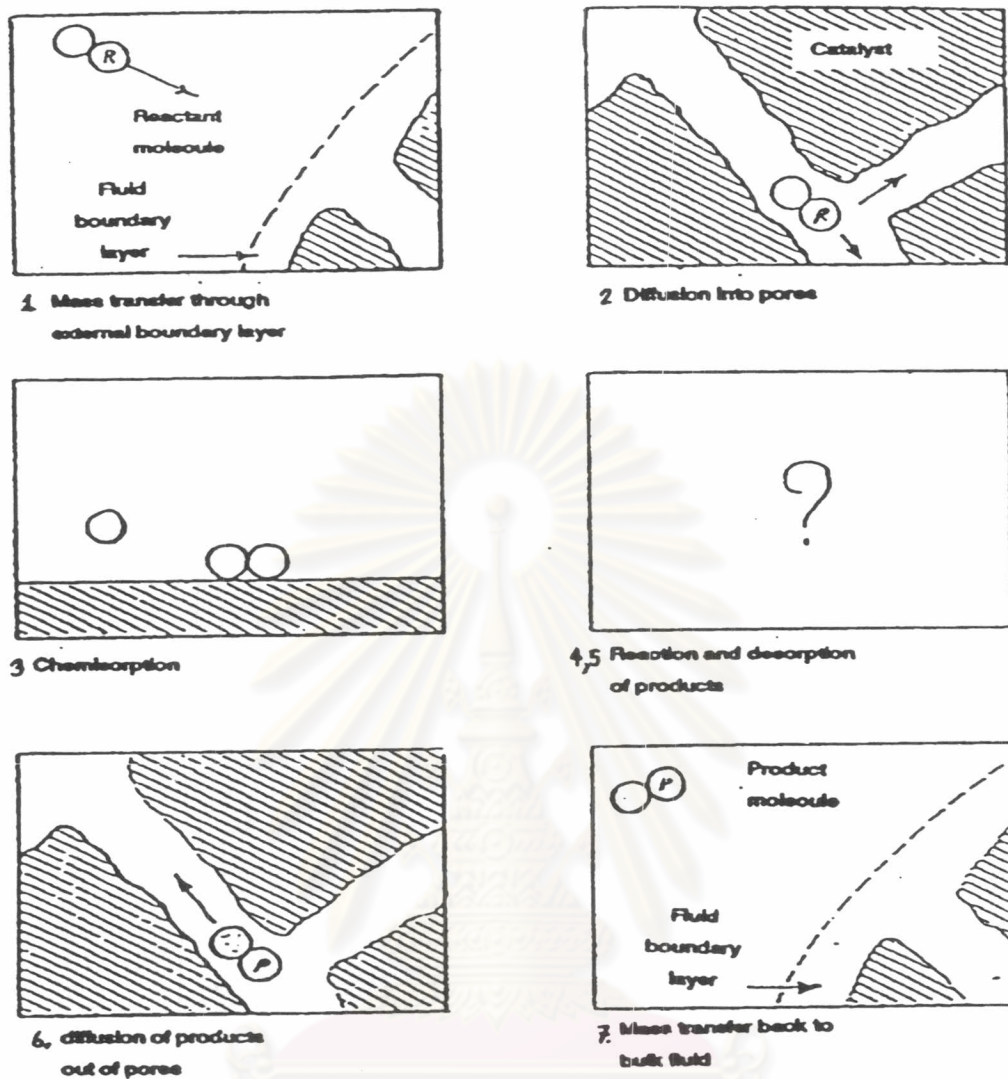 R
Reactant
molecule
Fluid
boundary
layer
1 Mass transfer through
external boundary layer
Catalyst
R
2 Diffusion into pores
3 Chemisorption
?
4,5 Reaction and desorption
of products
P
6. diffusion of products
out of pores
P
Product
molecule
Fluid
boundary
layer
7. Mass transfer back to
bulk fluid